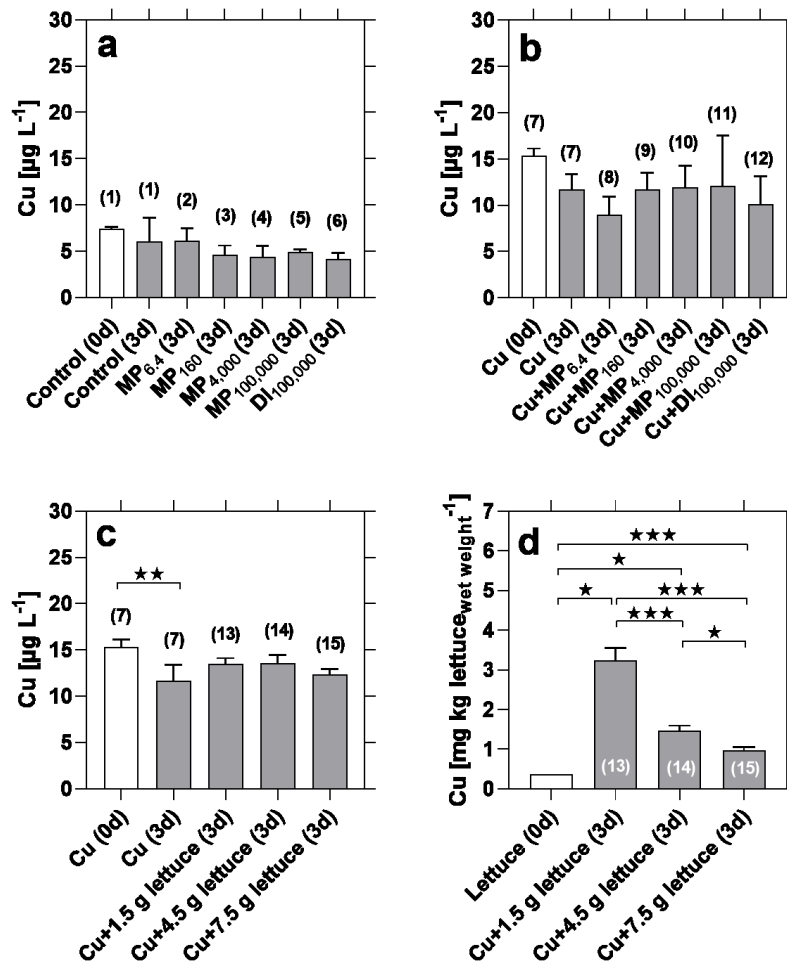 a
30
25
20
15
10
5
0
Cu [µg L⁻¹]
(1)
(1)
(2)
(3)
(4)
(5)
(6)
Control (0d)
Control (3d)
MP₆.₄ (3d)
MP₁₆₀ (3d)
MP₄,₀₀₀ (3d)
MP₁₀₀,₀₀₀ (3d)
DI₁₀₀,₀₀₀ (3d)
b
30
25
20
15
10
5
0
Cu [µg L⁻¹]
(7)
(7)
(8)
(9)
(10)
(11)
(12)
Cu (0d)
Cu (3d)
Cu+MP₆.₄ (3d)
Cu+MP₁₆₀ (3d)
Cu+MP₄,₀₀₀ (3d)
Cu+MP₁₀₀,₀₀₀ (3d)
Cu+DI₁₀₀,₀₀₀ (3d)
c
30
25
20
15
10
5
0
Cu [µg L⁻¹]
★★
(7)
(7)
(13)
(14)
(15)
Cu (0d)
Cu (3d)
Cu+1.5 g lettuce (3d)
Cu+4.5 g lettuce (3d)
Cu+7.5 g lettuce (3d)
d
7
6
5
4
3
2
1
0
Cu [mg kg lettuce wet weight⁻¹]
★★★
★
★
★★★
★★★
★
(13)
(14)
(15)
Lettuce (0d)
Cu+1.5 g lettuce (3d)
Cu+4.5 g lettuce (3d)
Cu+7.5 g lettuce (3d)